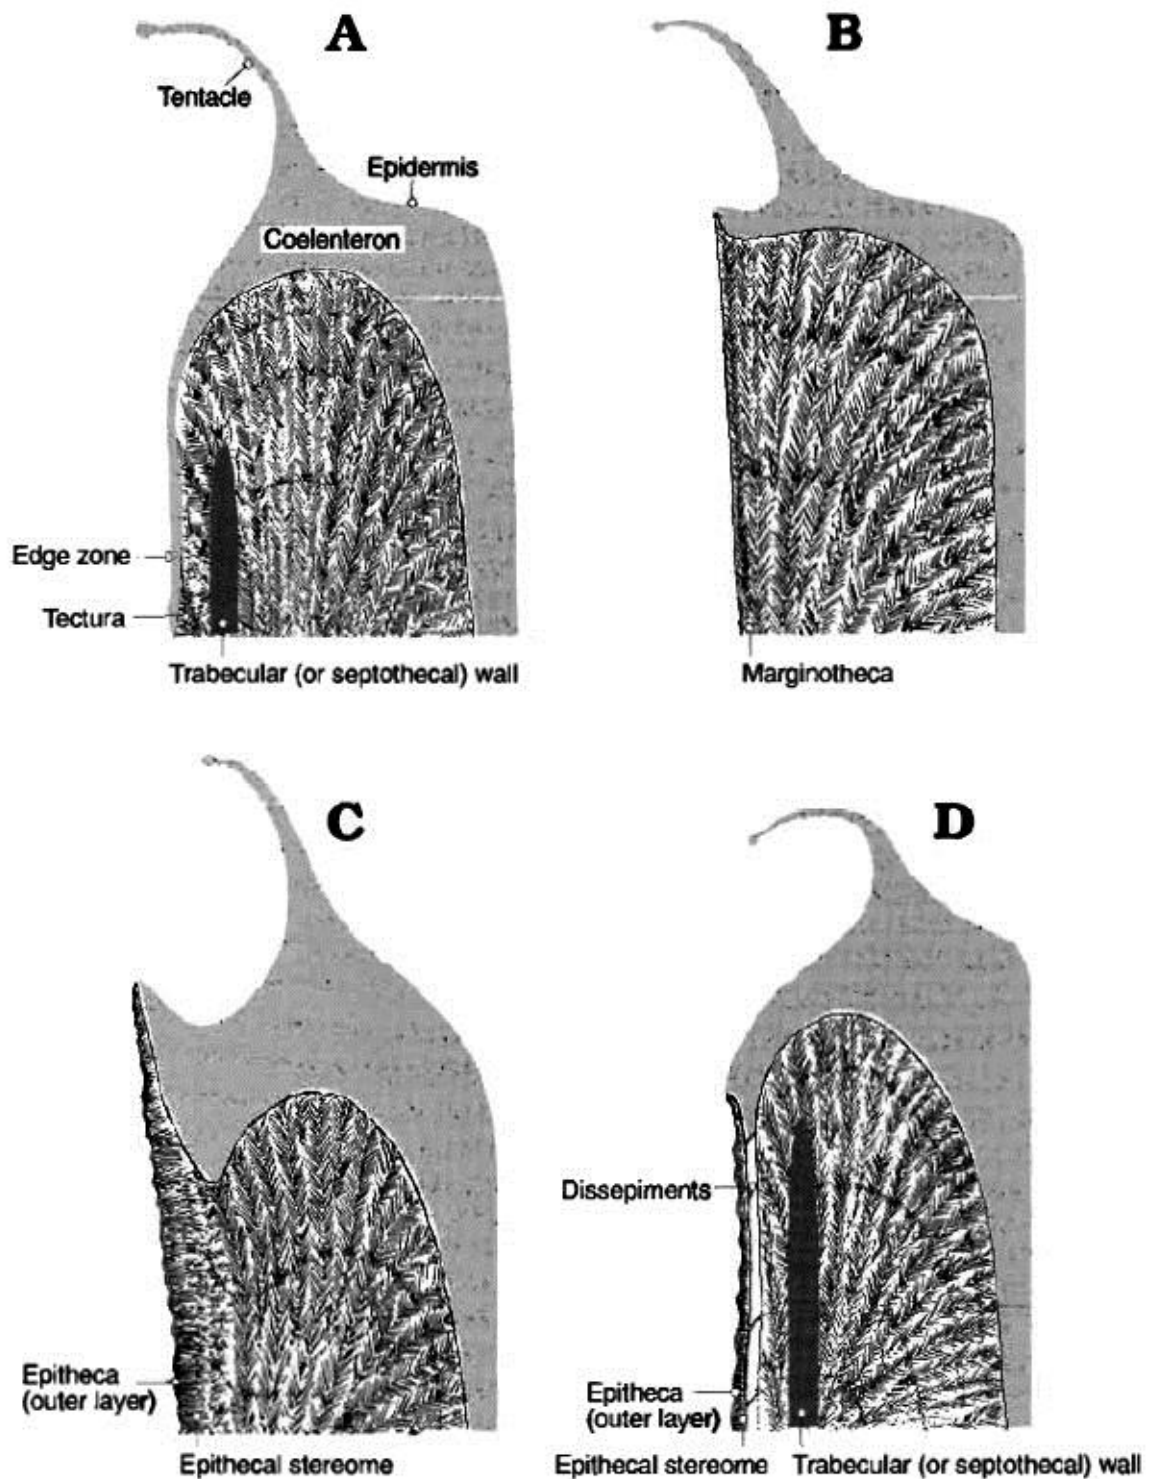 A
B
Tentacle
Epidermis
Coelenteron
Edge zone
Tectura
Trabecular (or septothecal) wall
Marginotheca
C
D
Dissepiments
Epitheca
(outer layer)
Epithecal stereome
Epitheca
(outer layer)
Epithecal stereome
Trabecular (or septothecal) wall